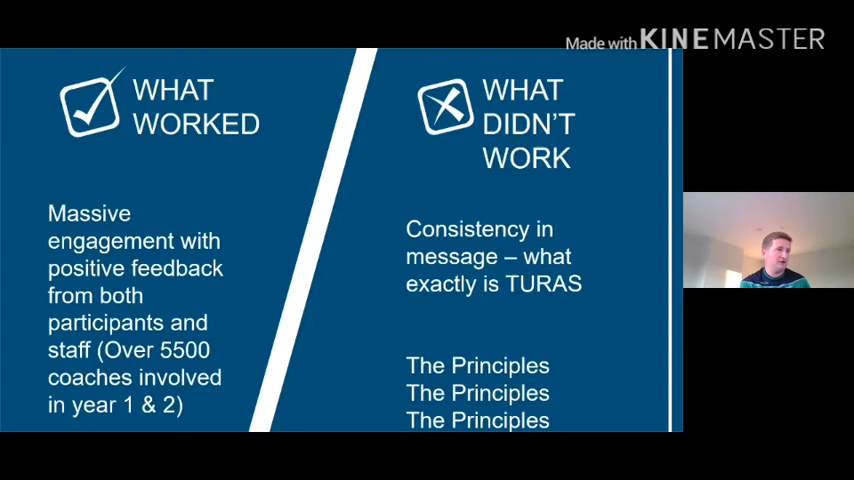 Made with KINEMASTER
WHAT
WORKED
Massive
engagement with
positive feedback
from both
participants and
staff (Over 5500
coaches involved
in year 1 & 2)
WHAT
DIDN'T
WORK
Consistency in
message – what
exactly is TURAS
The Principles
The Principles
The Principles